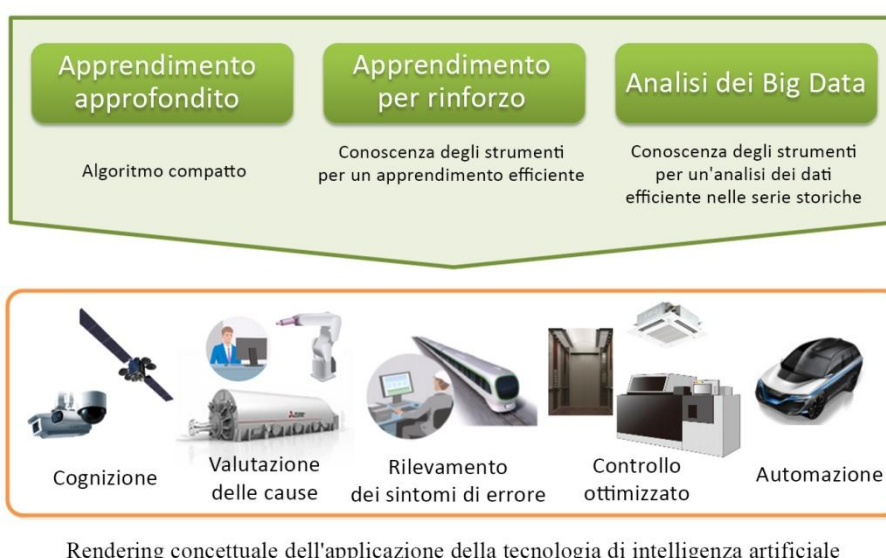 Apprendimento
approfondito
Apprendimento
per rinforzo
Analisi dei Big Data
Algoritmo compatto
Conoscenza degli strumenti
per un apprendimento efficiente
Conoscenza degli strumenti
per un'analisi dei dati
efficiente nelle serie storiche
Cognizione
Valutazione
delle cause
Rilevamento
dei sintomi di errore
Controllo
ottimizzato
Automazione
Rendering concettuale dell'applicazione della tecnologia di intelligenza artificiale